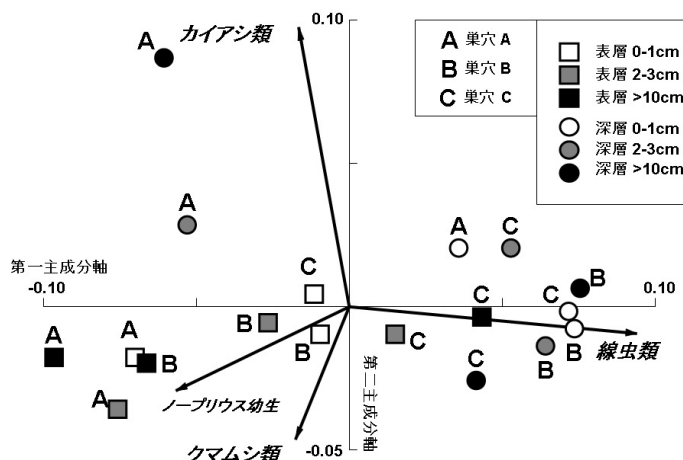 0.10
カイアシ類
A 巣穴 A
B 巣穴 B
C 巣穴 C
表層 0-1cm
表層 2-3cm
表層 >10cm
深層 0-1cm
深層 2-3cm
深層 >10cm
A
A
A
C
第一主成分軸
-0.10
C
B
0.10
C
C
B
B
A
A
B
B
C
B
線虫類
C
A
ノープリウス幼生
クマムシ類
第二主成分軸
-0.05